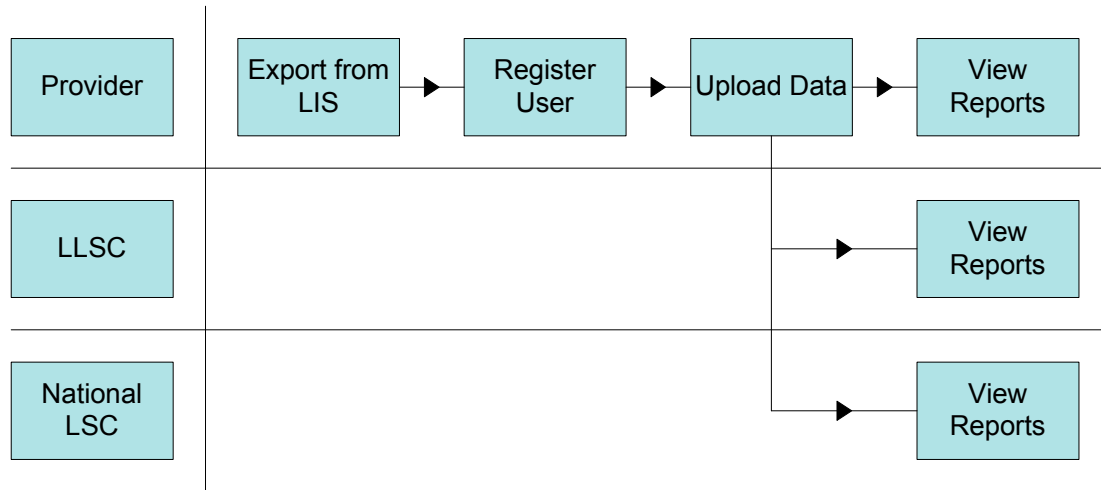 Provider
Export from
LIS
Register
User
Upload Data
View
Reports
LLSC
View
Reports
National
LSC
View
Reports